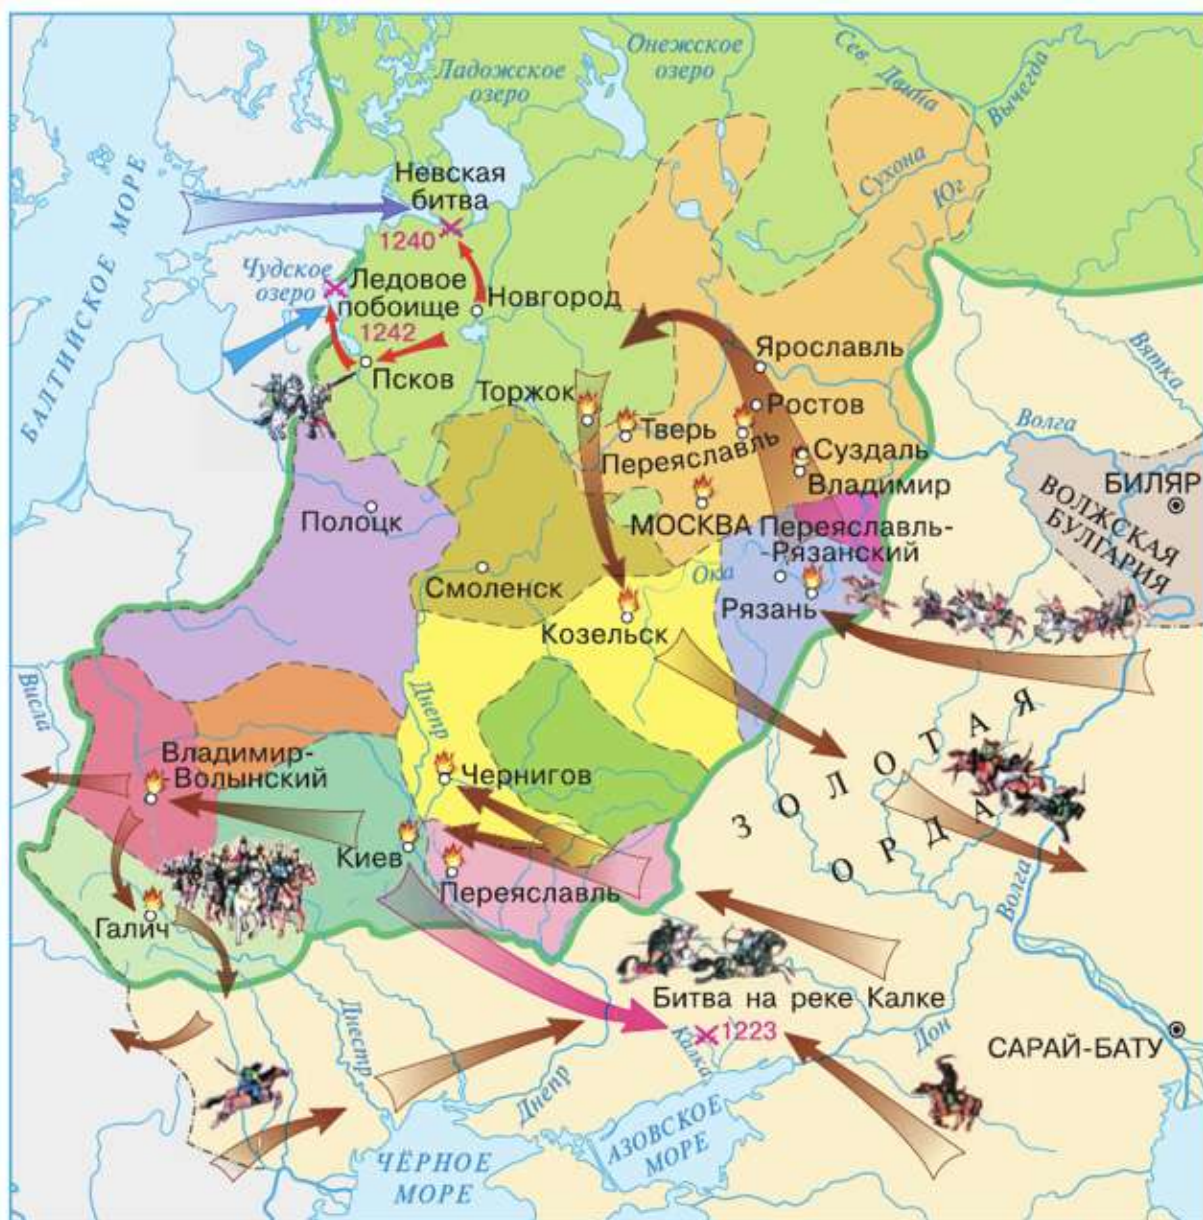 Онежское
озеро
Ладожское
озеро
Сев. Двина
Вычегда
Сухона
Юг
БАЛТИЙСКОЕ МОРЕ
Невская
битва
1240
Чудское
озеро
Ледовое
побоище
1242
Новгород
Псков
Ярославль
Вятка
Торжок
Ростов
Волга
Тверь
Переяславль
Суздаль
Владимир
БИЛЯР
ВОЛЖСКАЯ
БУЛГАРИЯ
Полоцк
МОСКВА
Переяславль-
-Рязанский
Смоленск
Ока
Рязань
Козельск
Висла
Днепр
Владимир-
-Волынский
Чернигов
ЗОЛОТАЯ
ОРДА
Киев
Переяславль
Галич
Волга
Битва на реке Калке
1223
Калка
Дон
САРАЙ-БАТУ
Днестр
Днепр
АЗОВСКОЕ
МОРЕ
ЧЁРНОЕ
МОРЕ